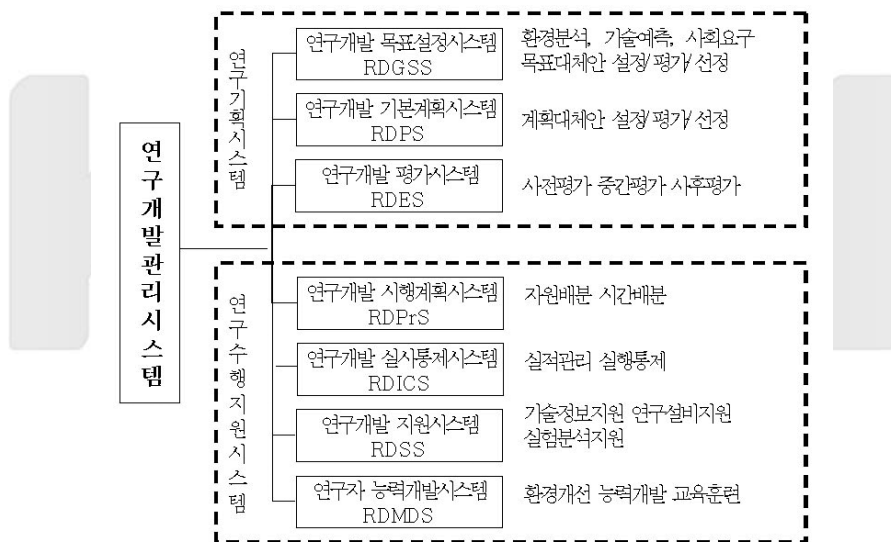 연구개발관리시스템
연구기획시스템
연구개발 목표설정시스템
RDGSS
환경분석, 기술예측, 사회요구
목표대체안 설정/평가/선정
연구개발 기본계획시스템
RDPS
계획대체안 설정/평가/선정
연구개발 평가시스템
RDES
사전평가 중간평가 사후평가
연구수행지원시스템
연구개발 시행계획시스템
RDPrS
자원배분 시간배분
연구개발 실시통제시스템
RDICS
실적관리 실행통제
연구개발 지원시스템
RDSS
기술정보지원 연구설비지원
실험분석지원
연구자 능력개발시스템
RDMDS
환경개선 능력개발 교육훈련